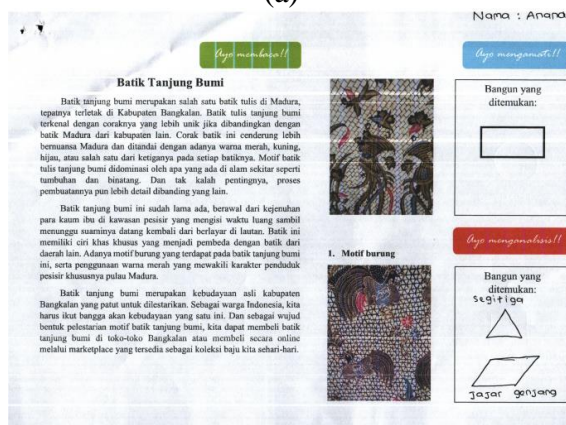 (a)
Nama : Anand
Ayo membaca!!
Ayo mengamati!!
Batik Tanjung Bumi
Batik tanjung bumi merupakan salah satu batik tulis di Madura,
tepatnya terletak di Kabupaten Bangkalan. Batik tulis tanjung bumi
terkenal dengan coraknya yang lebih unik jika dibandingkan dengan
batik Madura dari kabupaten lain. Corak batik ini cenderung lebih
bernuansa Madura dan ditandai dengan adanya warna merah, kuning,
hijau, atau salah satu dari ketiganya pada setiap batiknya. Motif batik
tulis tanjung bumi didominasi oleh apa yang ada di alam sekitar seperti
tumbuhan dan binatang. Dan tak kalah pentingnya, proses
pembuatannya pun lebih detail dibanding yang lain.
Batik tanjung bumi ini sudah lama ada, berawal dari kejenuhan
para kaum ibu di kawasan pesisir yang mengisi waktu luang sambil
menunggu suaminya datang kembali dari berlayar di lautan. Batik ini
memiliki ciri khas khusus yang menjadi pembeda dengan batik dari
daerah lain. Adanya motif burung yang terdapat pada batik tanjung bumi
ini, serta penggunaan warna merah yang mewakili karakter penduduk
pesisir khususnya pulau Madura.
Batik tanjung bumi merupakan kebudayaan asli kabupaten
Bangkalan yang patut untuk dilestarikan. Sebagai warga Indonesia, kita
harus ikut bangga akan kebudayaan yang satu ini. Dan sebagai wujud
bentuk pelestarian motif batik tanjung bumi, kita dapat membeli batik
tanjung bumi di toko-toko Bangkalan atau membeli secara online
melalui marketplace yang tersedia sebagai koleksi baju kita sehari-hari.
1. Motif burung
Bangun yang
ditemukan:
Ayo menganalisis!!
Bangun yang
ditemukan:
segitiga
Jajar genjang